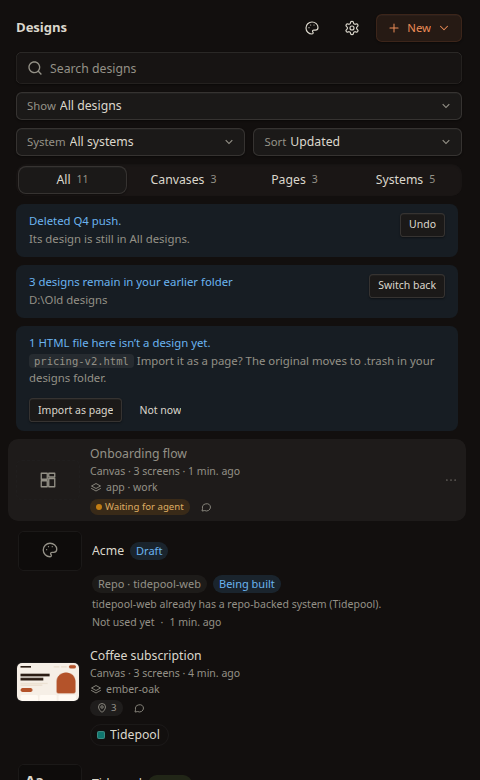 Designs
New
Search designs
Show All designs
System All systems
Sort Updated
All 11
Canvases 3
Pages 3
Systems 5
Deleted Q4 push.
Its design is still in All designs.
Undo
3 designs remain in your earlier folder
D:\Old designs
Switch back
1 HTML file here isn’t a design yet.
pricing-v2.html Import it as a page? The original moves to .trash in your
designs folder.
Import as page
Not now
Onboarding flow
Canvas · 3 screens · 1 min. ago
app · work
Waiting for agent
Acme Draft
Repo · tidepool-web Being built
tidepool-web already has a repo-backed system (Tidepool).
Not used yet · 1 min. ago
Coffee subscription
Canvas · 3 screens · 4 min. ago
ember-oak
3
Tidepool